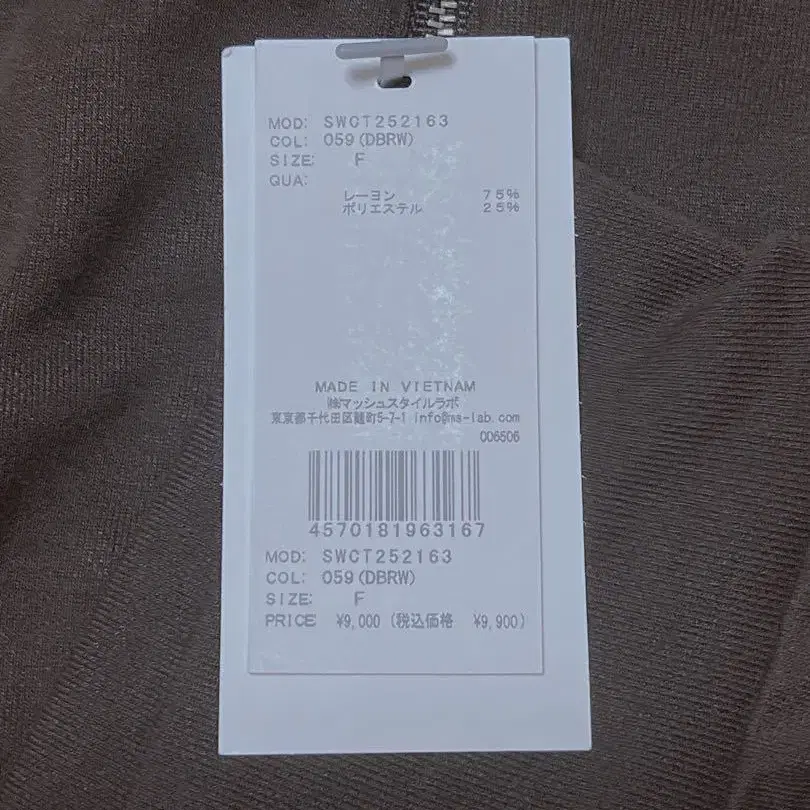 MOD: SWCT252163
COL: 059(DBRW)
SIZE: F
QUA:
レーヨン 75%
ポリエステル 25%
MADE IN VIETNAM
㈱マッシュスタイルラボ
東京都千代田区麹町5-7-1 info@ms-lab.com
006506
4570181963167
MOD: SWCT252163
COL: 059(DBRW)
SIZE: F
PRICE ¥9,000 (税込価格 ¥9,900)